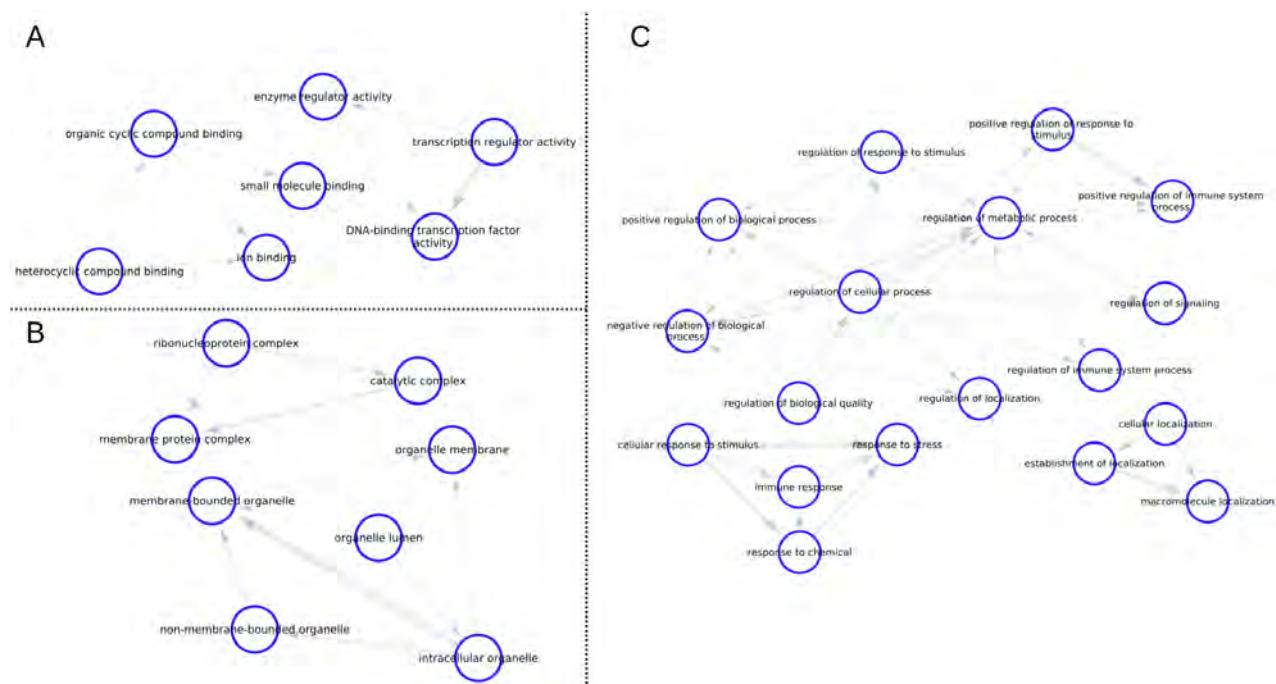 A
enzyme regulator activity
organic cyclic compound binding
transcription regulator activity
small molecule binding
DNA-binding transcription factor
activity
ion binding
heterocyclic compound binding
B
ribonucleoprotein complex
catalytic complex
membrane protein complex
organelle membrane
membrane-bounded organelle
organelle lumen
non-membrane-bounded organelle
intracellular organelle
C
positive regulation of response to
stimulus
regulation of response to stimulus
positive regulation of immune system
process
positive regulation of biological process
regulation of metabolic process
regulation of cellular process
regulation of signaling
negative regulation of biological
process
regulation of immune system process
regulation of biological quality
regulation of localization
cellular localization
cellular response to stimulus
response to stress
establishment of localization
immune response
macromolecule localization
response to chemical